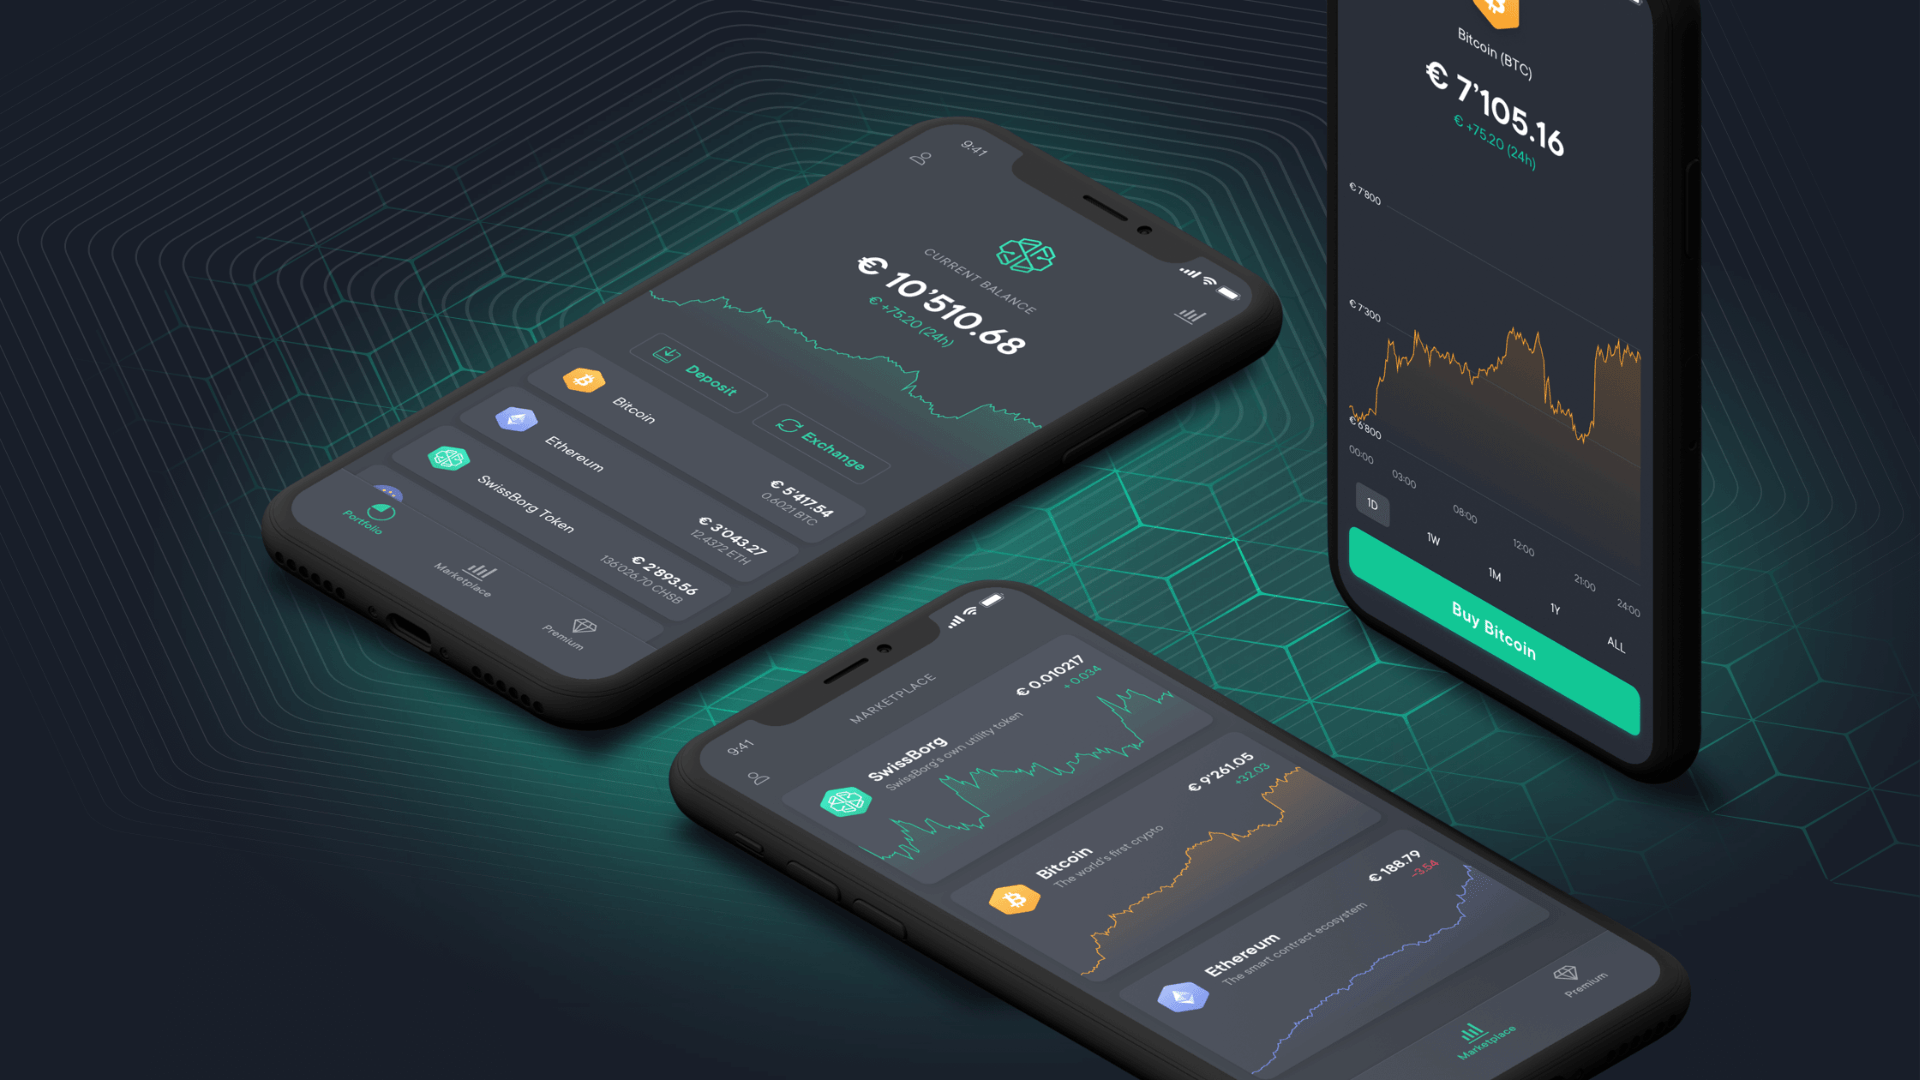 9:41
CURRENT BALANCE
€ 10’510.68
€ +75.20 (24h)
Deposit
Exchange
Bitcoin
€ 5’417.54
0.6021 BTC
Ethereum
€ 3’043.27
12.4372 ETH
SwissBorg Token
€ 2’893.56
136’026.70 CHSB
Portfolio
Marketplace
Premium
9:41
MARKETPLACE
SwissBorg
SwissBorg’s own utility token
€ 0.010217
+0.034
Bitcoin
The world’s first crypto
€ 9’261.05
+32.03
Ethereum
The smart contract ecosystem
€ 188.79
-3.54
Marketplace
Premium
Bitcoin (BTC)
€ 7’105.16
€ +75.20 (24h)
€ 7’800
€ 7’300
€ 6’800
00:00
03:00
08:00
12:00
21:00
24:00
1D
1W
1M
1Y
ALL
Buy Bitcoin